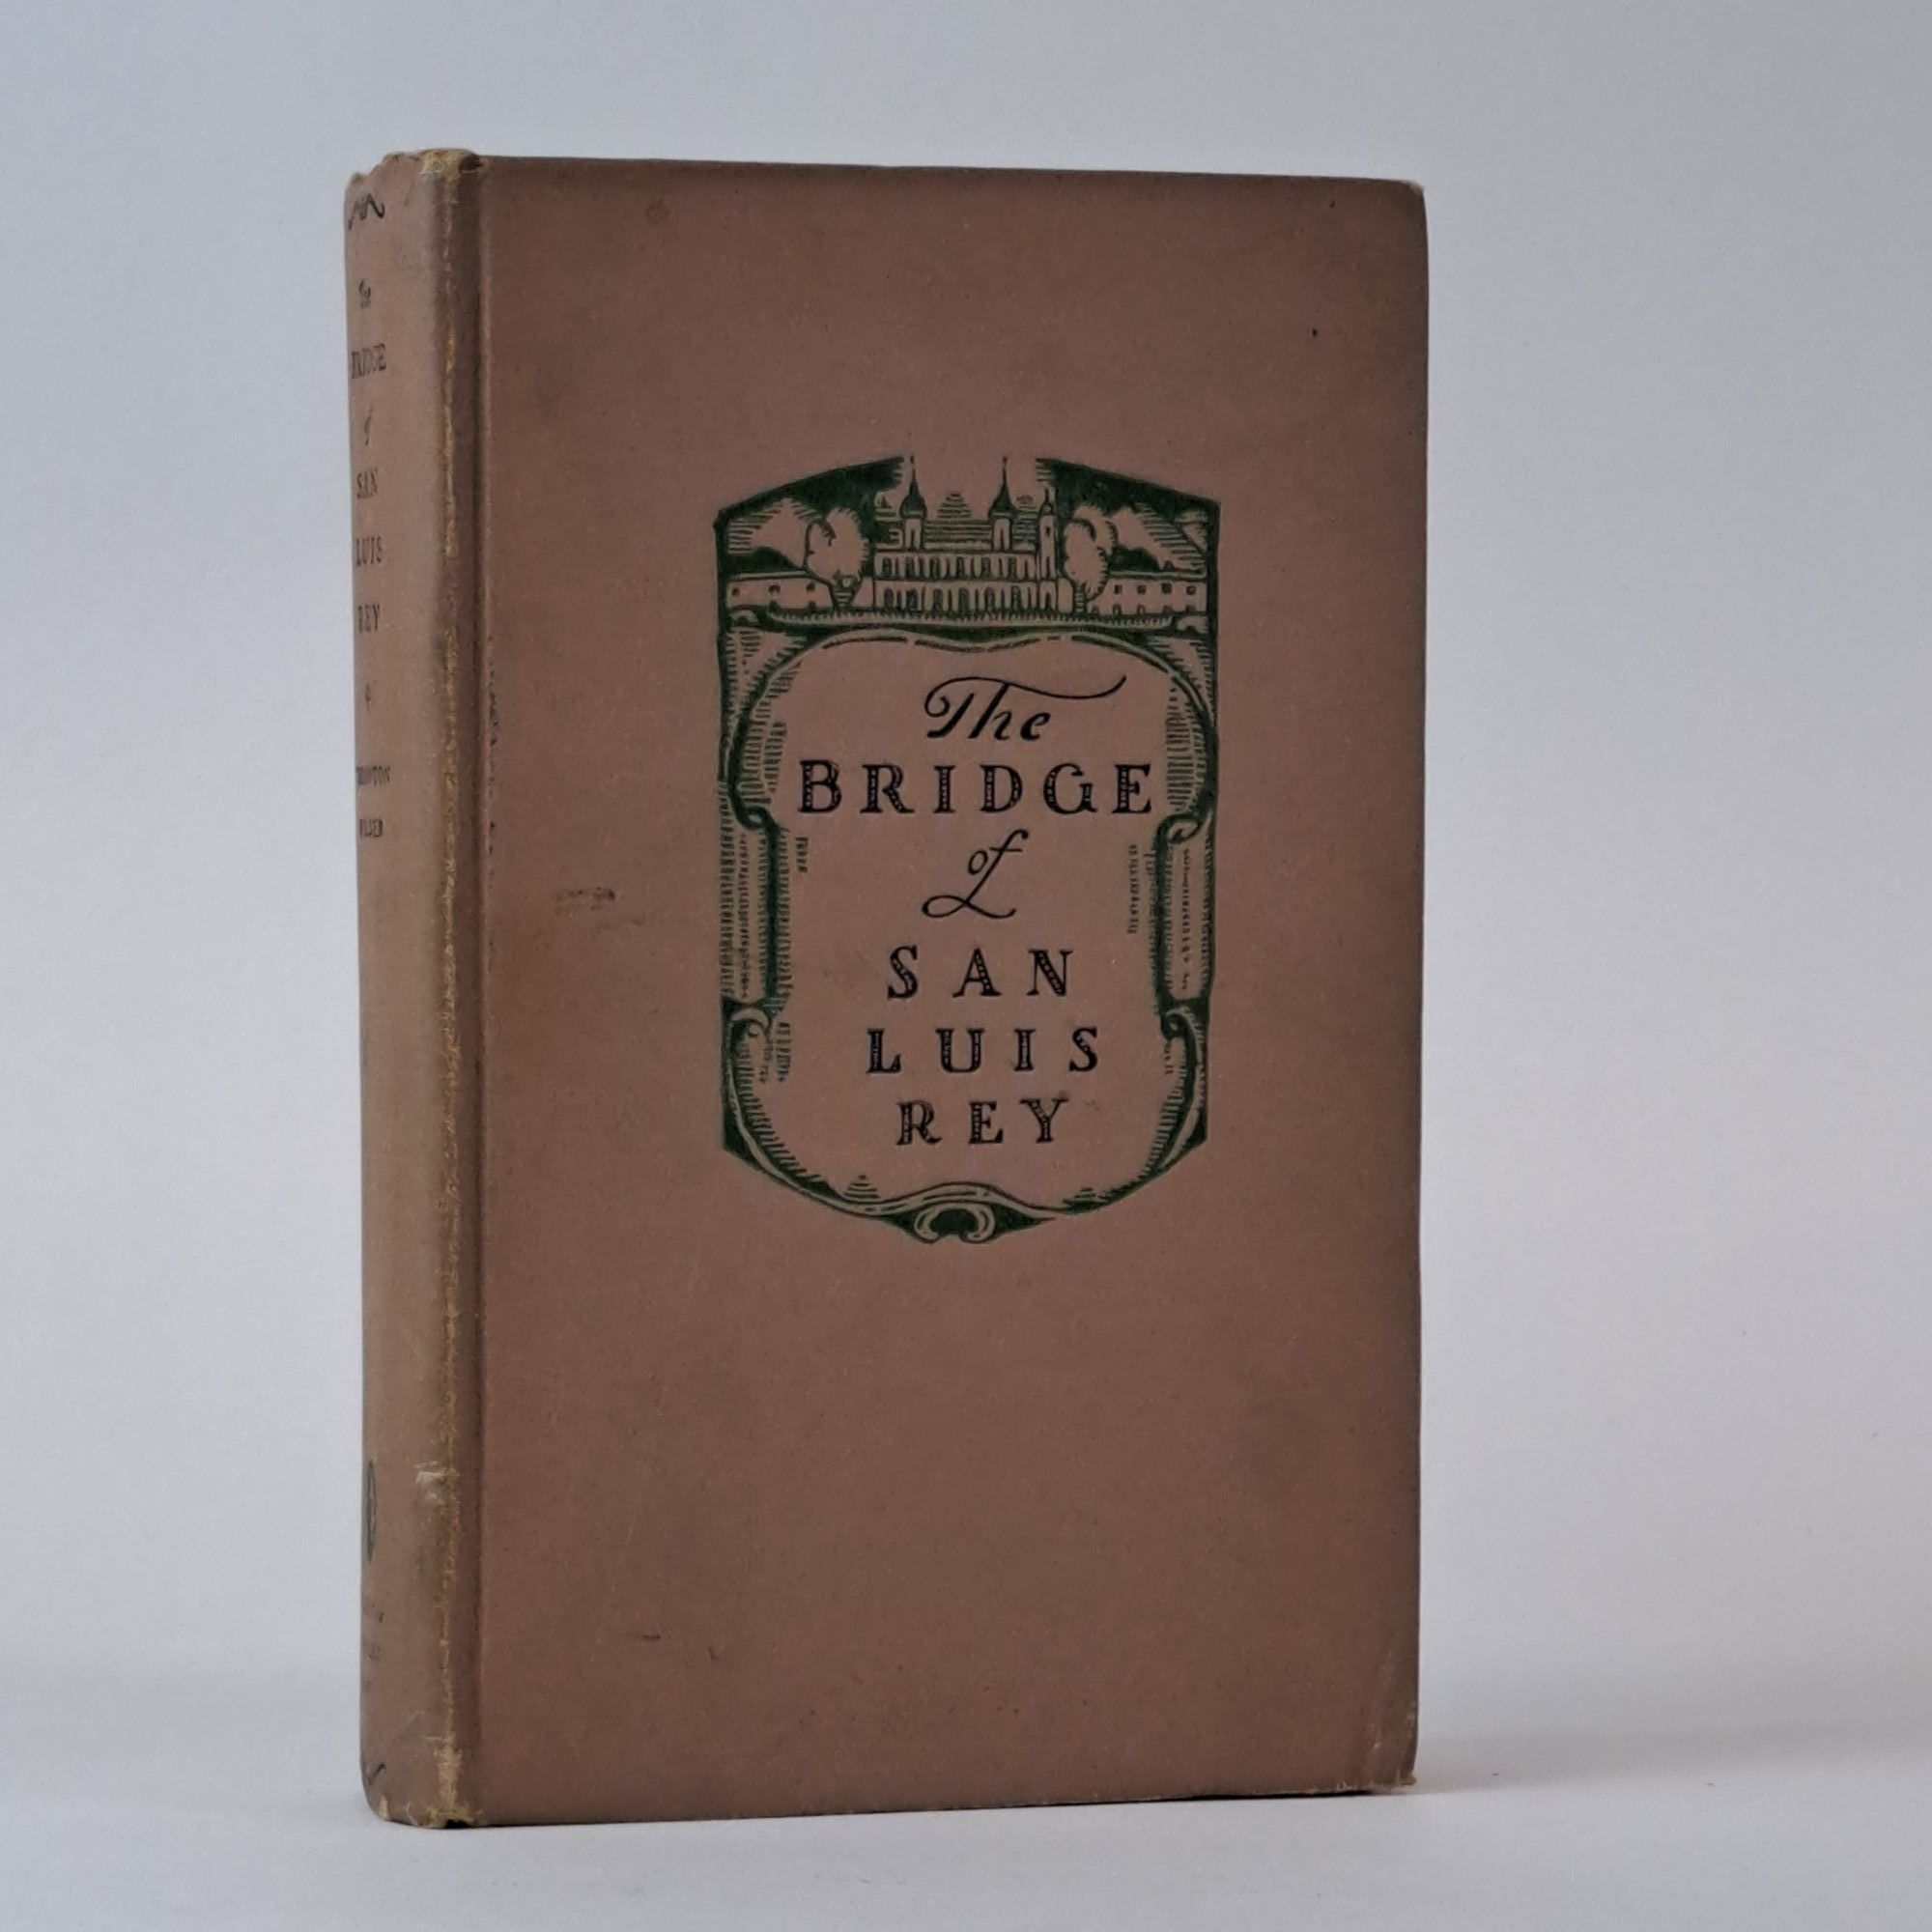 The
BRIDGE
of
SAN
LUIS
REY
The
BRIDGE
of
SAN
LUIS
REY